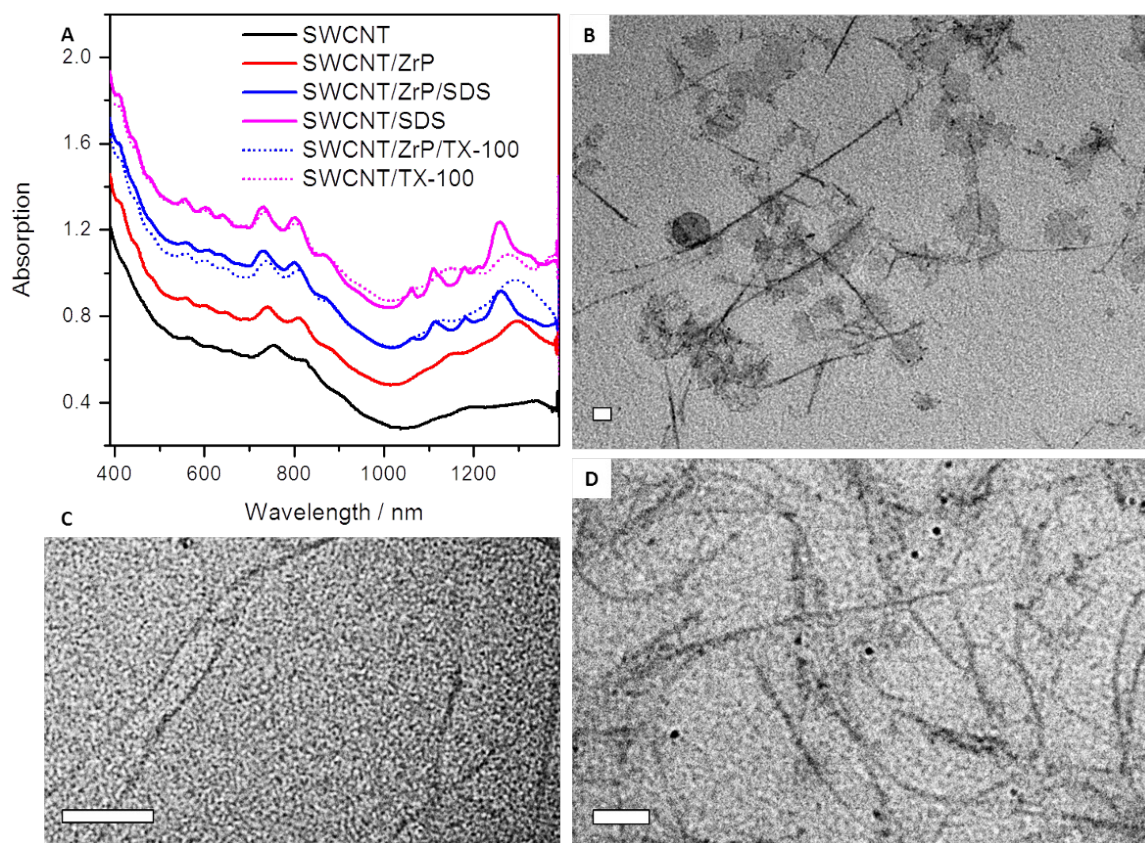 A
SWCNT
SWCNT/ZrP
SWCNT/ZrP/SDS
SWCNT/SDS
SWCNT/ZrP/TX-100
SWCNT/TX-100
2.0
1.6
1.2
0.8
0.4
Absorption
400 600 800 1000 1200
Wavelength / nm
B
C
D